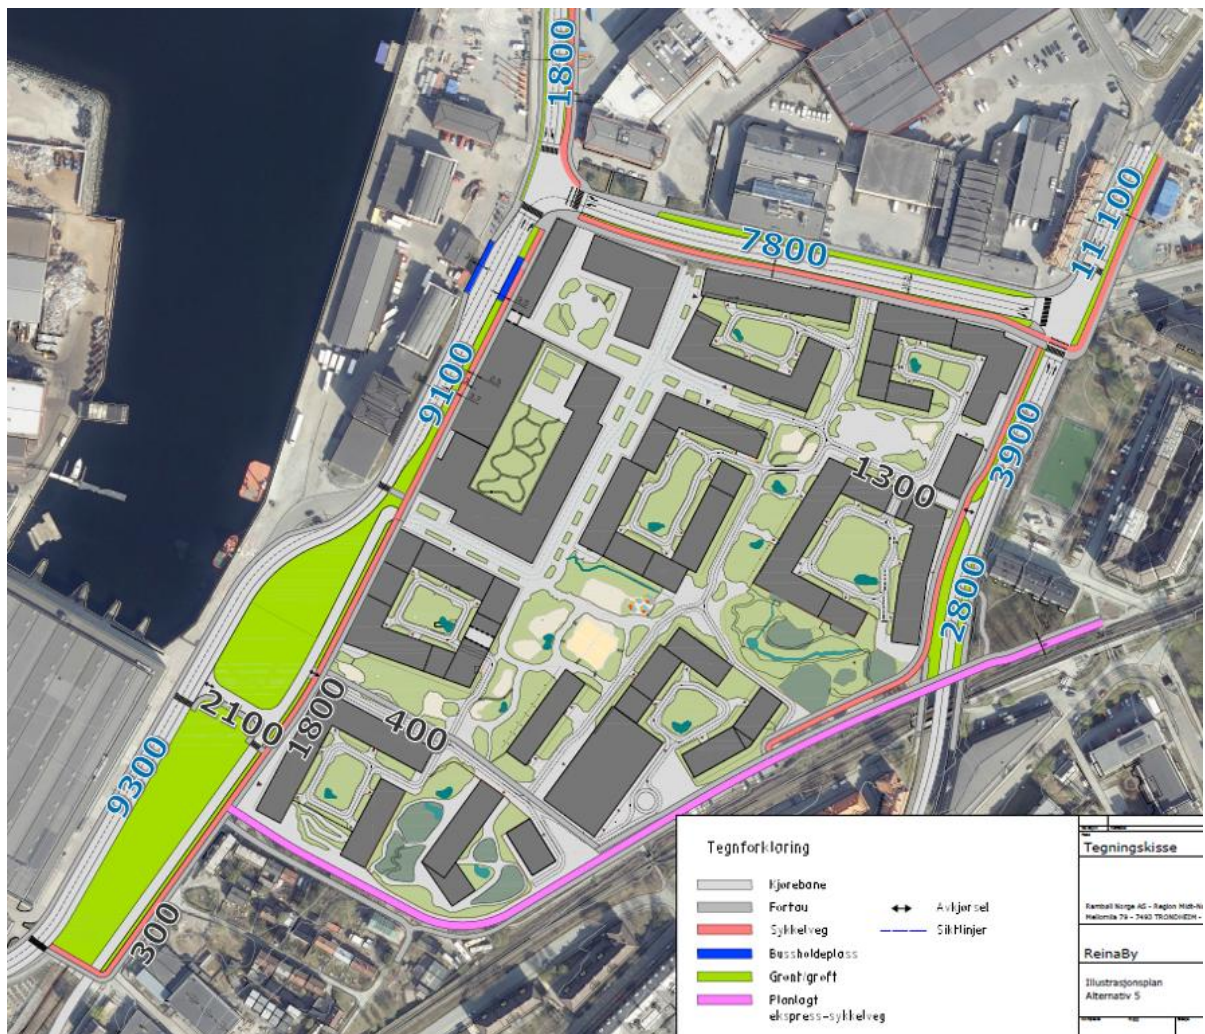 1800
7800
11 100
9100
3900
1300
2800
2100
1800
400
9300
300
Tegnforklaring
Kjørebane
Fortau
Sykkelveg
Bussholdeplass
Grønt/grøft
Planlagt
ekspress-sykkelveg
Avkjørsel
Siktlinjer
Tegningskisse
Rambøll Norge AS - Region Midt-No
Mellomila 79 - 7493 TRONDHEIM -
ReinaBy
Illustrasjonsplan
Alternativ 5